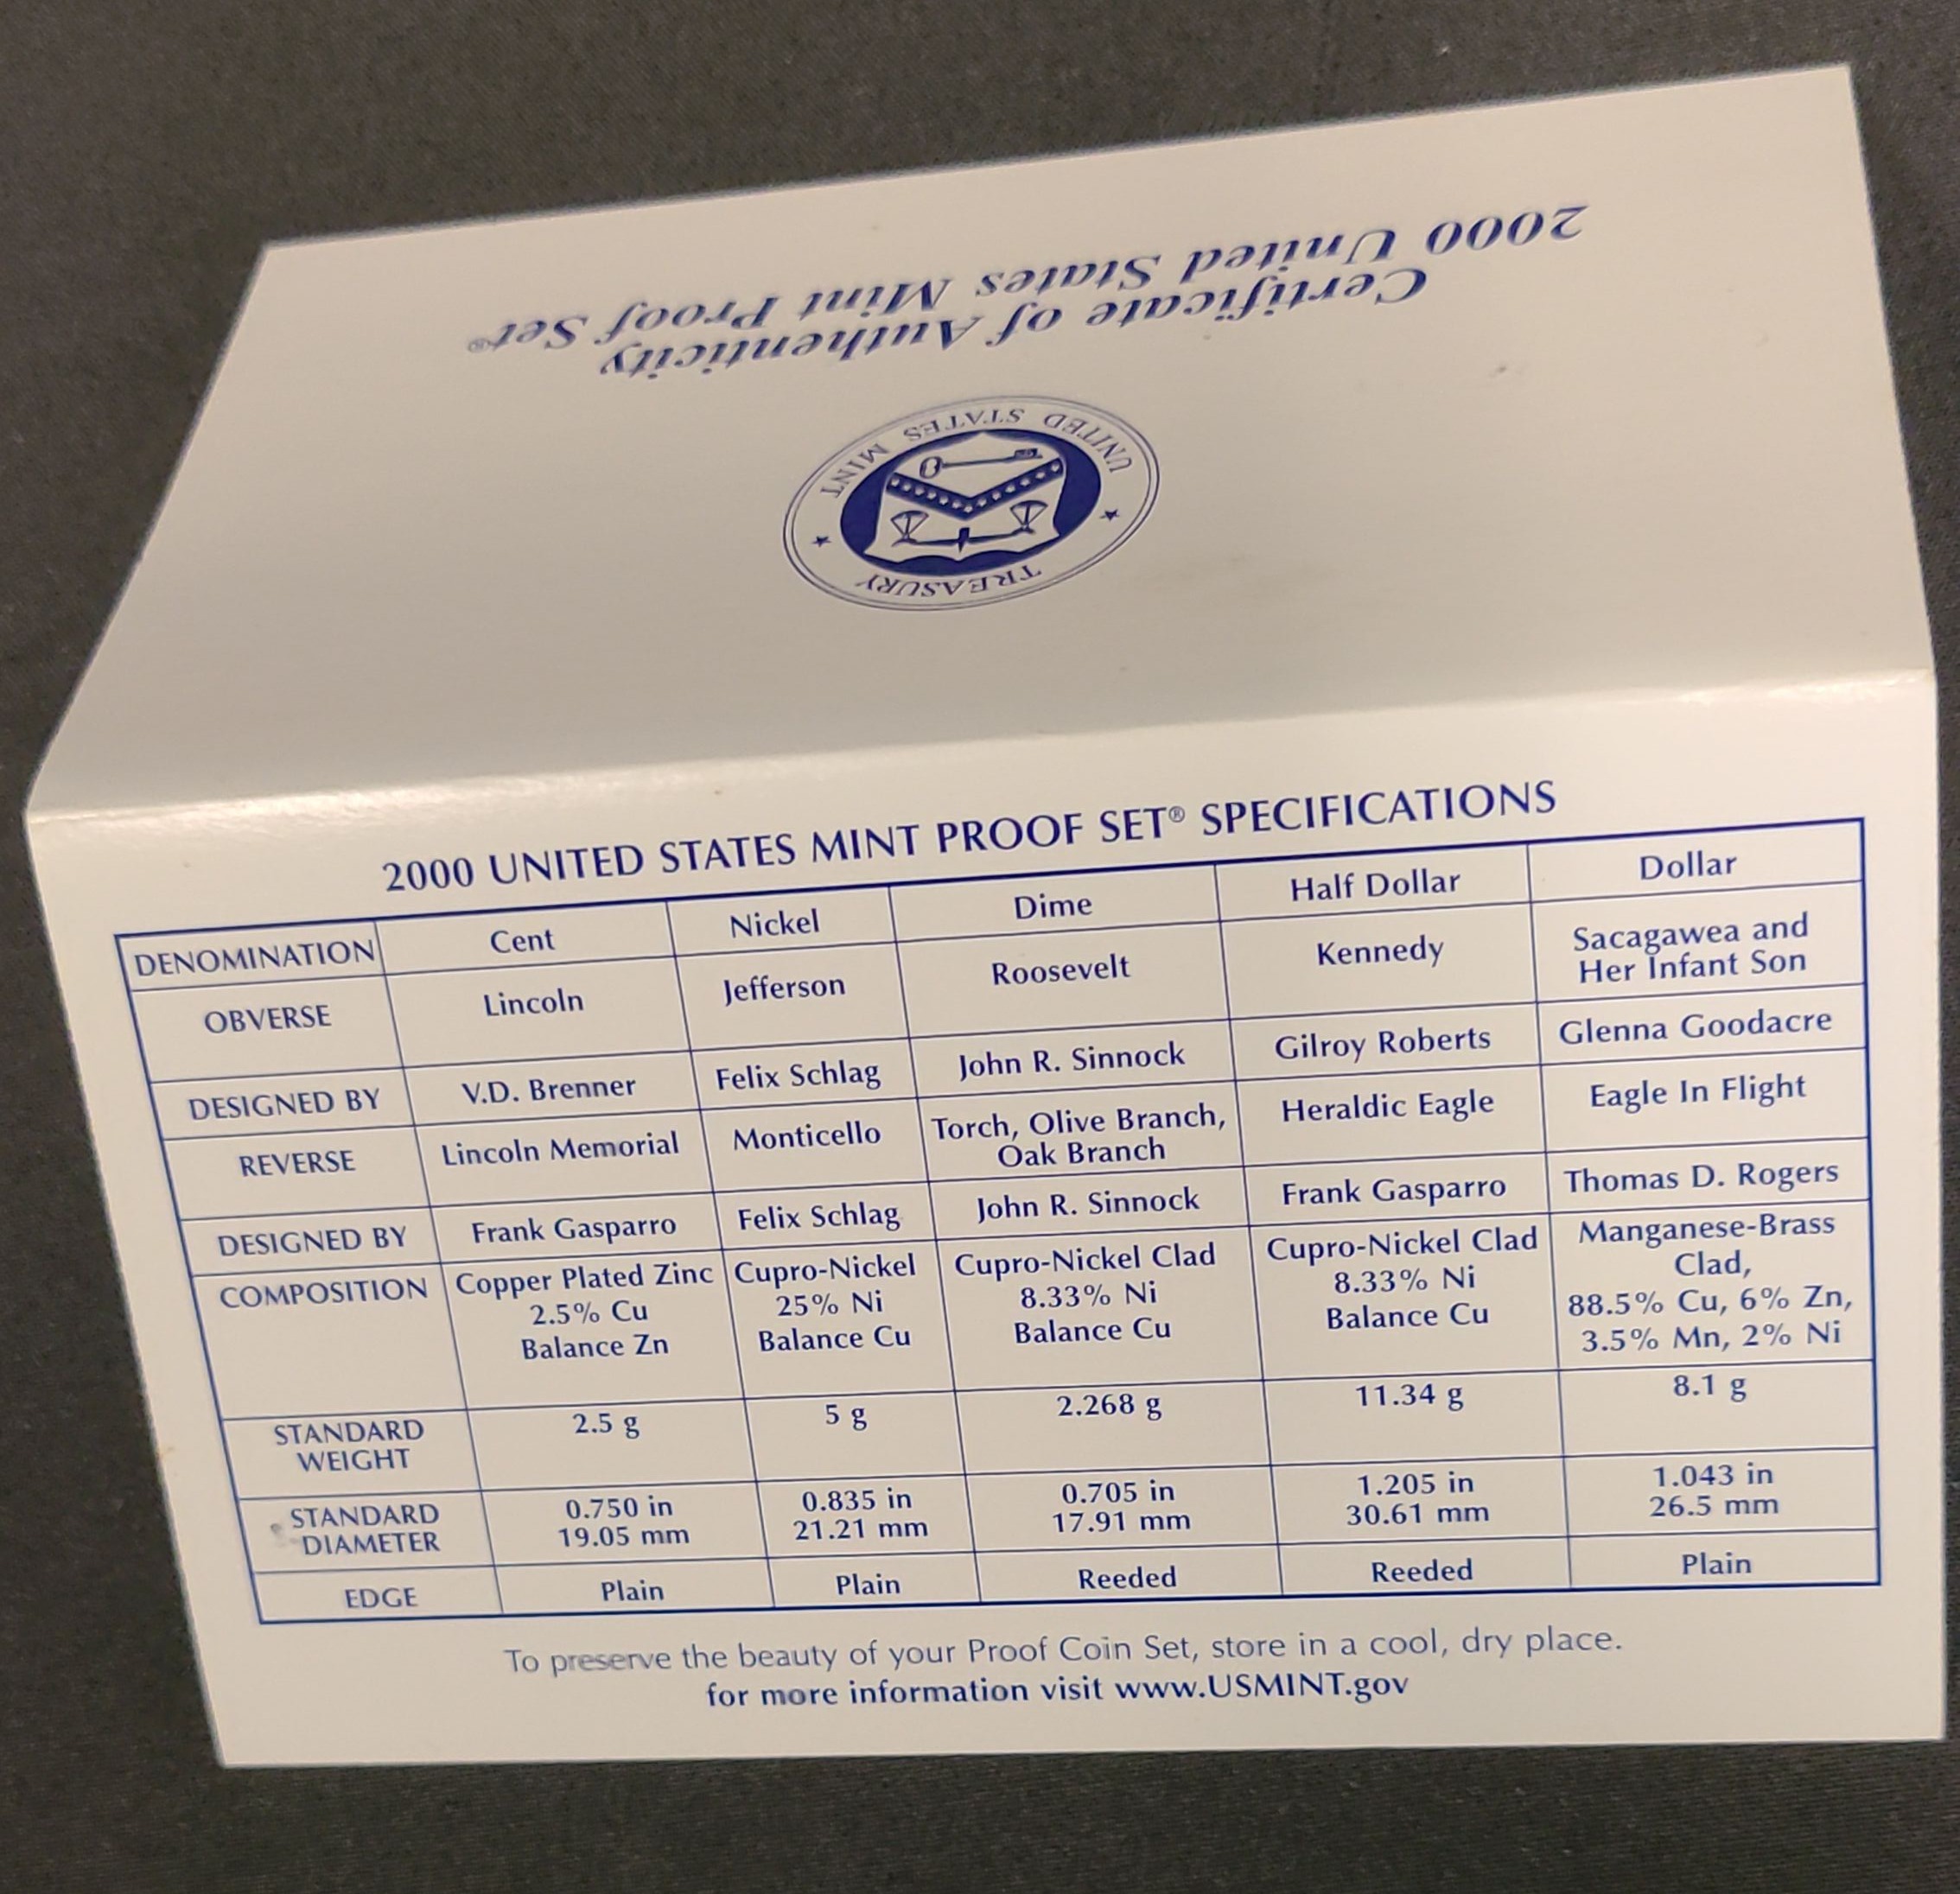 2000 United States Mint Proof Set®
Certificate of Authenticity
UNITED STATES MINT
TREASURY
2000 UNITED STATES MINT PROOF SET® SPECIFICATIONS
DENOMINATION Cent Nickel Dime Half Dollar Dollar
OBVERSE Lincoln Jefferson Roosevelt Kennedy Sacagawea and
Her Infant Son
DESIGNED BY V.D. Brenner Felix Schlag John R. Sinnock Gilroy Roberts Glenna Goodacre
REVERSE Lincoln Memorial Monticello Torch, Olive Branch, Heraldic Eagle Eagle In Flight
Oak Branch
DESIGNED BY Frank Gasparro Felix Schlag John R. Sinnock Frank Gasparro Thomas D. Rogers
COMPOSITION Copper Plated Zinc Cupro-Nickel Cupro-Nickel Clad Cupro-Nickel Clad Manganese-Brass
2.5% Cu 25% Ni 8.33% Ni 8.33% Ni Clad,
Balance Zn Balance Cu Balance Cu Balance Cu 88.5% Cu, 6% Zn,
3.5% Mn, 2% Ni
STANDARD 2.5 g 5 g 2.268 g 11.34 g 8.1 g
WEIGHT
STANDARD 0.750 in 0.835 in 0.705 in 1.205 in 1.043 in
DIAMETER 19.05 mm 21.21 mm 17.91 mm 30.61 mm 26.5 mm
EDGE Plain Plain Reeded Reeded Plain
To preserve the beauty of your Proof Coin Set, store in a cool, dry place.
for more information visit www.USMINT.gov